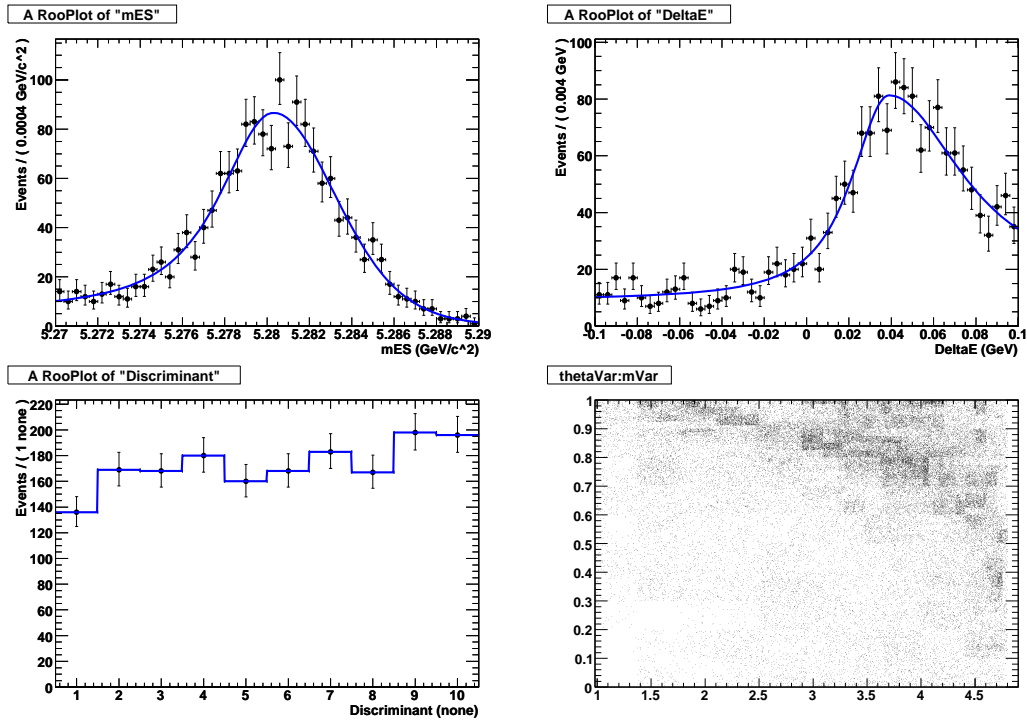 A RooPlot of "mES"
Events / ( 0.0004 GeV/c^2 )
100
80
60
40
20
0
5.27 5.272 5.274 5.276 5.278 5.28 5.282 5.284 5.286 5.288 5.29
mES (GeV/c^2)
A RooPlot of "DeltaE"
Events / ( 0.004 GeV )
100
80
60
40
20
0
-0.1 -0.08 -0.06 -0.04 -0.02 0 0.02 0.04 0.06 0.08 0.1
DeltaE (GeV)
A RooPlot of "Discriminant"
Events / ( 1 none )
220
200
180
160
140
120
100
80
60
40
20
0
1 2 3 4 5 6 7 8 9 10
Discriminant (none)
thetaVar:mVar
1
0.9
0.8
0.7
0.6
0.5
0.4
0.3
0.2
0.1
0
1 1.5 2 2.5 3 3.5 4 4.5